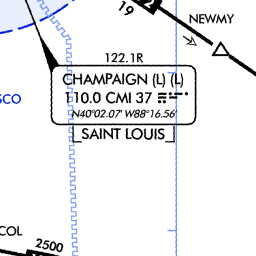 19
NEWMY
122.1R
CHAMPAIGN (L) (L)
110.0 CMI 37
N40°02.07' W88°16.56'
SAINT LOUIS
SCO
COL
2500